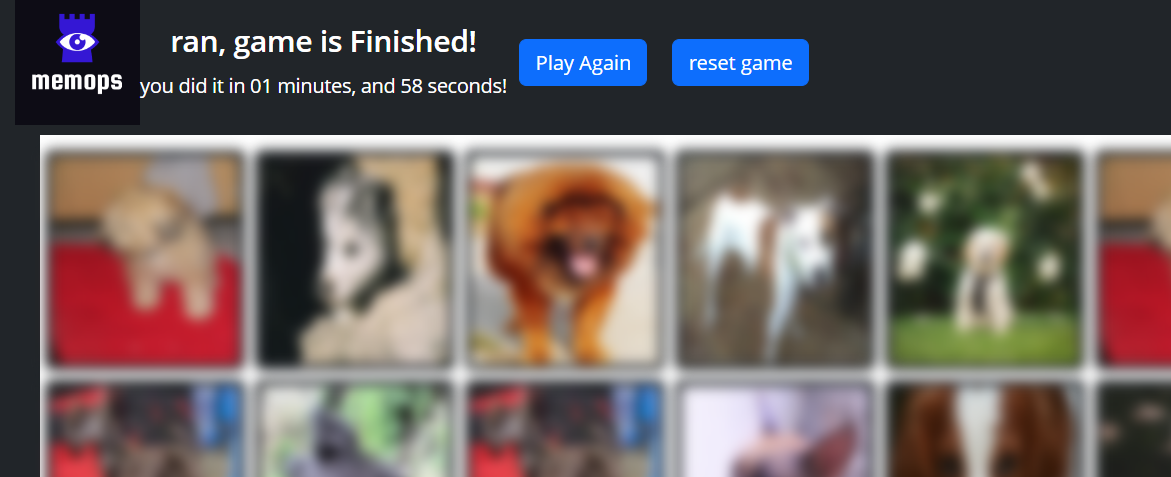 memops
ran, game is Finished!
you did it in 01 minutes, and 58 seconds!
Play Again
reset game